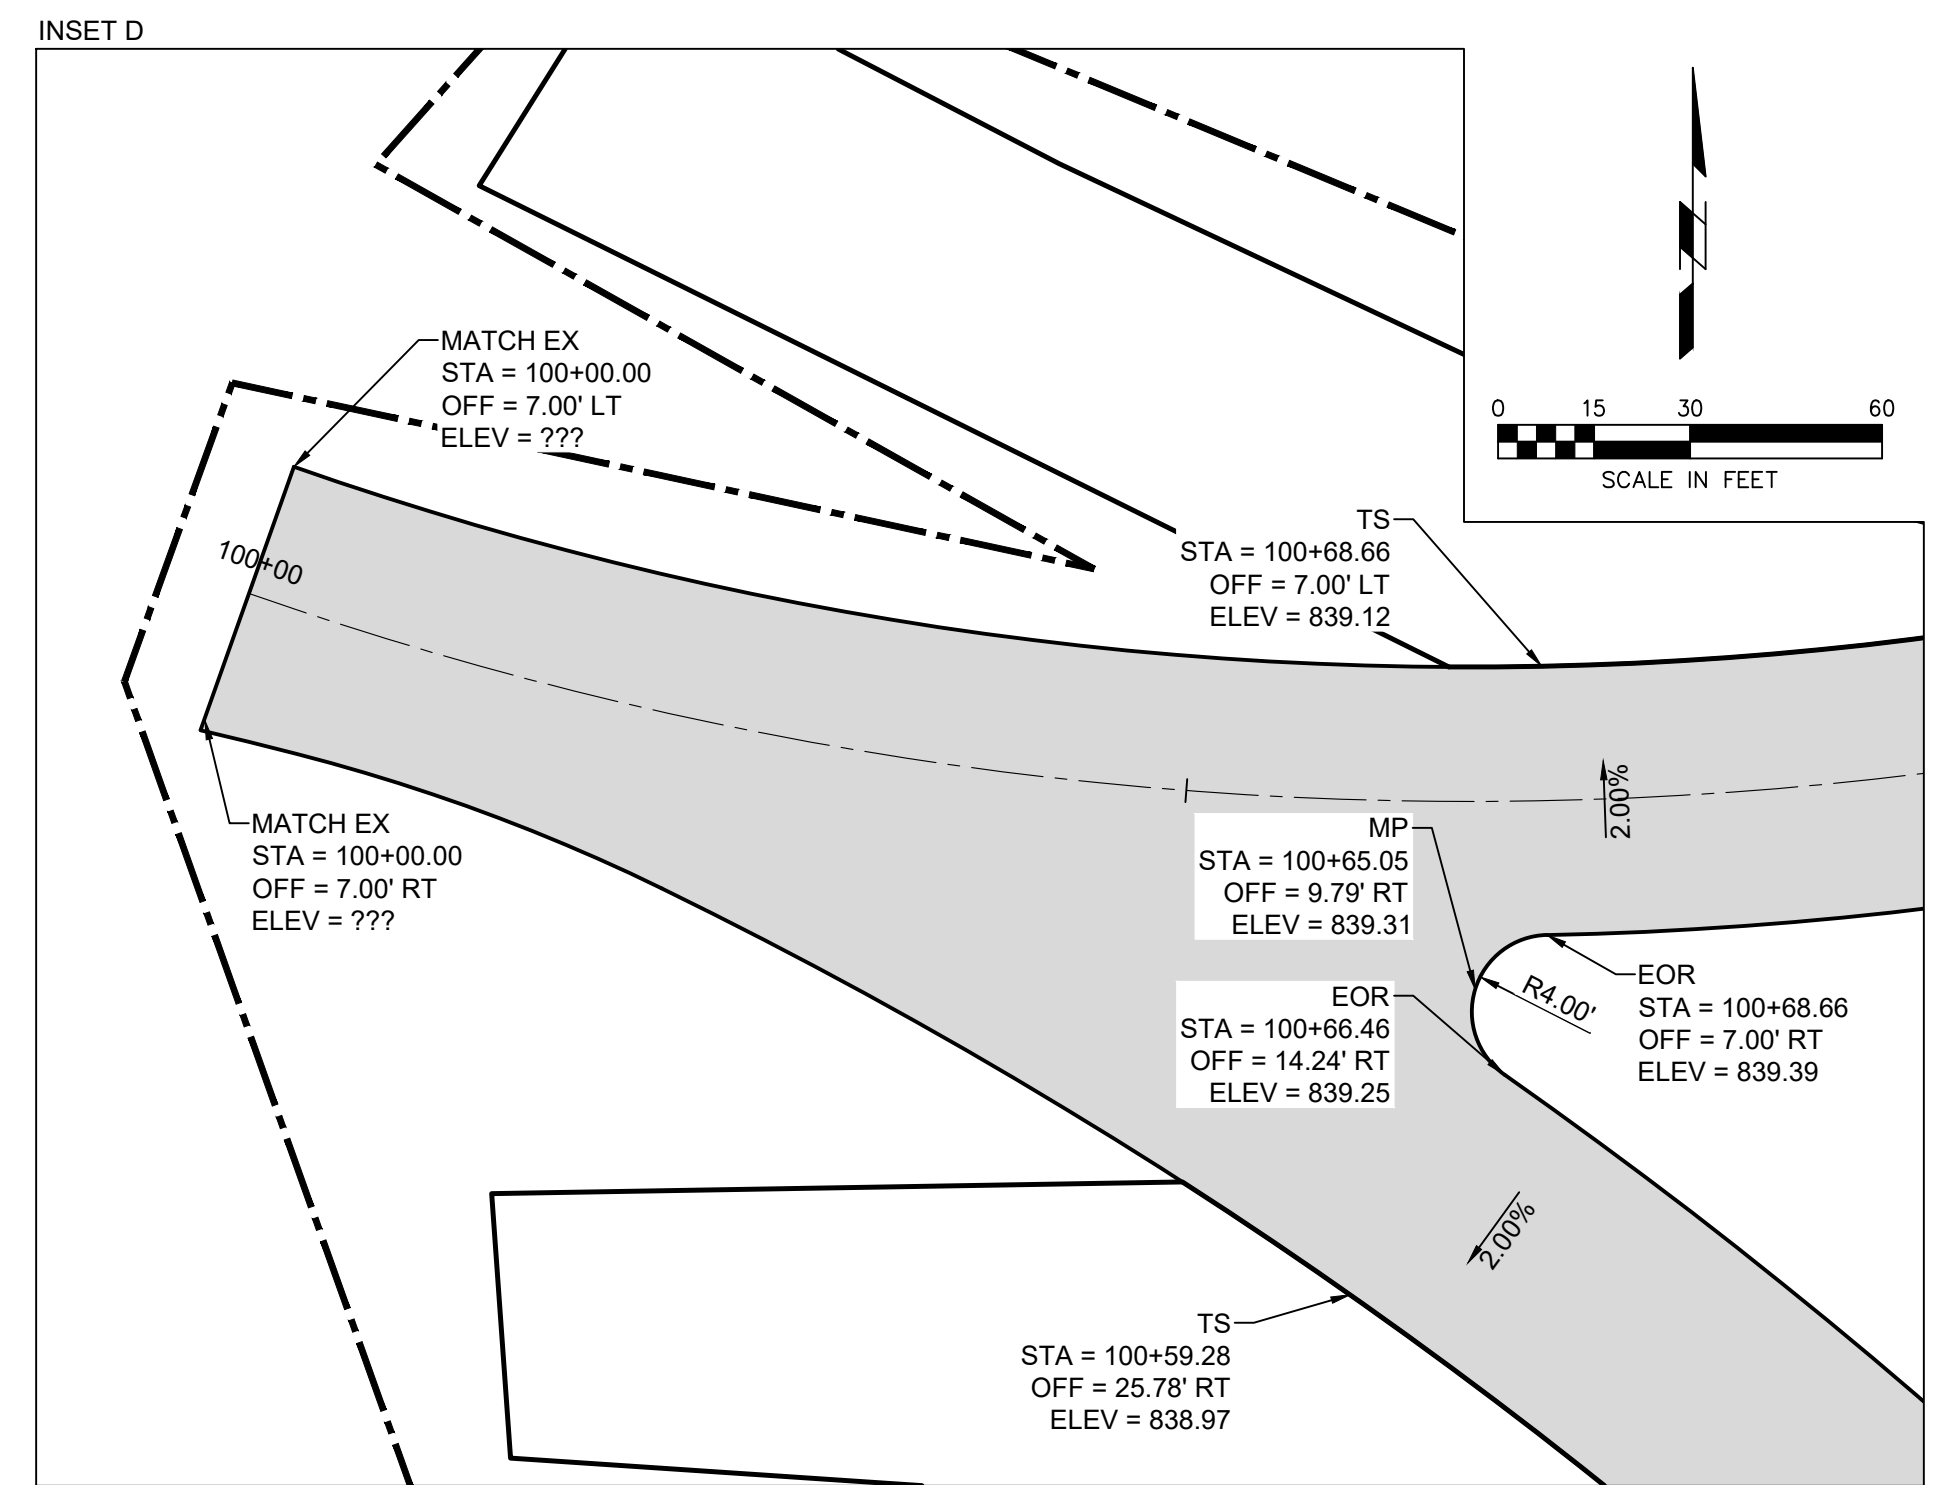 INSET D
0 15 30 60
SCALE IN FEET
MATCH EX
STA = 100+00.00
OFF = 7.00' LT
ELEV = ???
TS
STA = 100+68.66
OFF = 7.00' LT
ELEV = 839.12
100+00
2.00%
MATCH EX
STA = 100+00.00
OFF = 7.00' RT
ELEV = ???
MP
STA = 100+65.05
OFF = 9.79' RT
ELEV = 839.31
EOR
STA = 100+66.46
OFF = 14.24' RT
ELEV = 839.25
R4.00'
EOR
STA = 100+68.66
OFF = 7.00' RT
ELEV = 839.39
2.00%
TS
STA = 100+59.28
OFF = 25.78' RT
ELEV = 838.97